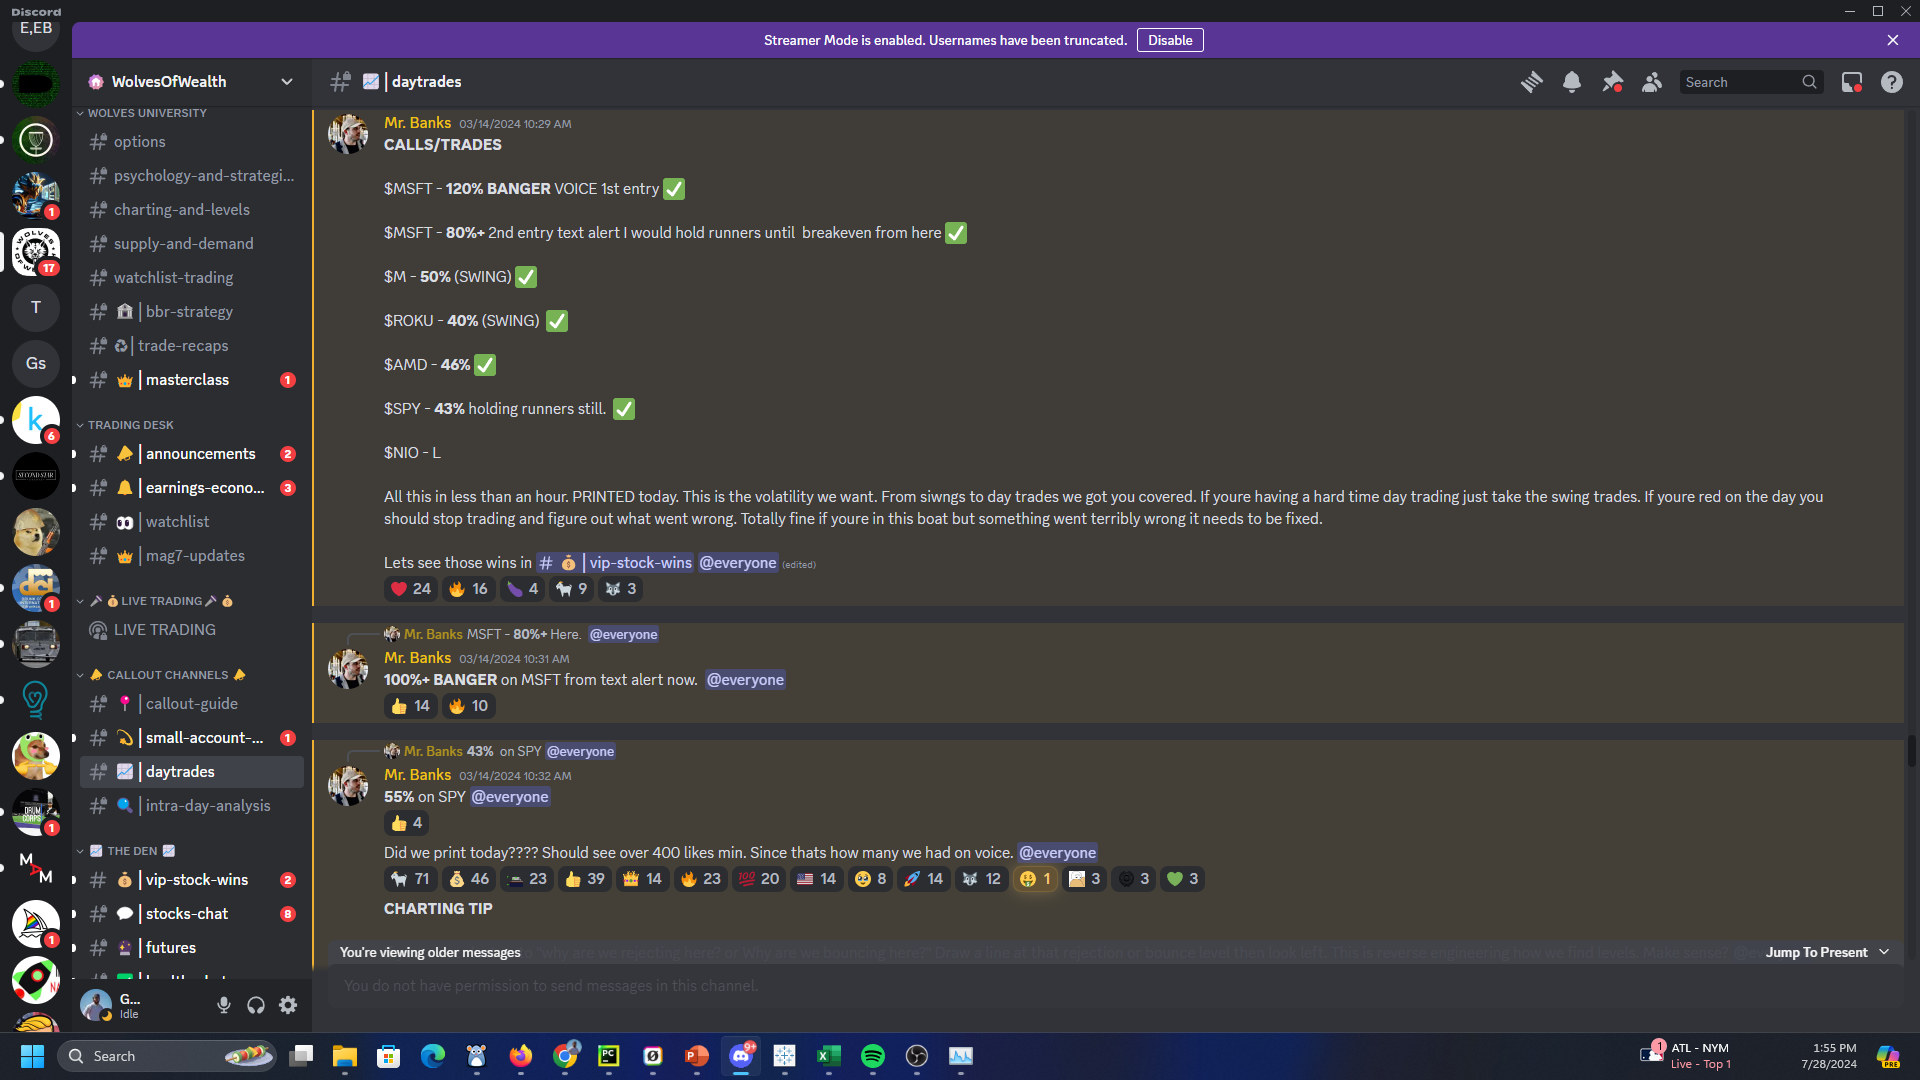 Discord
E,EB
Streamer Mode is enabled. Usernames have been truncated. Disable
WolvesOfWealth
daytrades
Search
WOLVES UNIVERSITY
options
psychology-and-strategi...
charting-and-levels
supply-and-demand
watchlist-trading
bbr-strategy
trade-recaps
masterclass 1
TRADING DESK
announcements 2
earnings-econo... 3
watchlist
mag7-updates
LIVE TRADING
LIVE TRADING
CALLOUT CHANNELS
callout-guide
small-account-... 1
daytrades
intra-day-analysis
THE DEN
vip-stock-wins 2
stocks-chat 8
futures
1
WOLVES
17
T
Gs
k
6
SECOND STAR
dci
1
DRUM CORPS
1
M A M
1
G...
Idle
Mr. Banks 03/14/2024 10:29 AM
CALLS/TRADES
$MSFT - 120% BANGER VOICE 1st entry
$MSFT - 80%+ 2nd entry text alert I would hold runners until breakeven from here
$M - 50% (SWING)
$ROKU - 40% (SWING)
$AMD - 46%
$SPY - 43% holding runners still.
$NIO - L
All this in less than an hour. PRINTED today. This is the volatility we want. From siwngs to day trades we got you covered. If youre having a hard time day trading just take the swing trades. If youre red on the day you
should stop trading and figure out what went wrong. Totally fine if youre in this boat but something went terribly wrong it needs to be fixed.
Lets see those wins in # | vip-stock-wins @everyone (edited)
24 16 4 9 3
Mr. Banks MSFT - 80%+ Here. @everyone
Mr. Banks 03/14/2024 10:31 AM
100%+ BANGER on MSFT from text alert now. @everyone
14 10
Mr. Banks 43% on SPY @everyone
Mr. Banks 03/14/2024 10:32 AM
55% on SPY @everyone
4
Did we print today???? Should see over 400 likes min. Since thats how many we had on voice. @everyone
71 46 23 39 14 23 20 14 8 14 12 1 3 3 3
CHARTING TIP
"why are we rejecting here? or Why are we bouncing here?" Draw a line at that rejection or bounce level then look left. This is reverse engineering how we find levels. Make sense?
You're viewing older messages
Jump To Present
You do not have permission to send messages in this channel.
Search
PC
9+
1
ATL - NYM
Live - Top 1
1:55 PM
7/28/2024
PRE